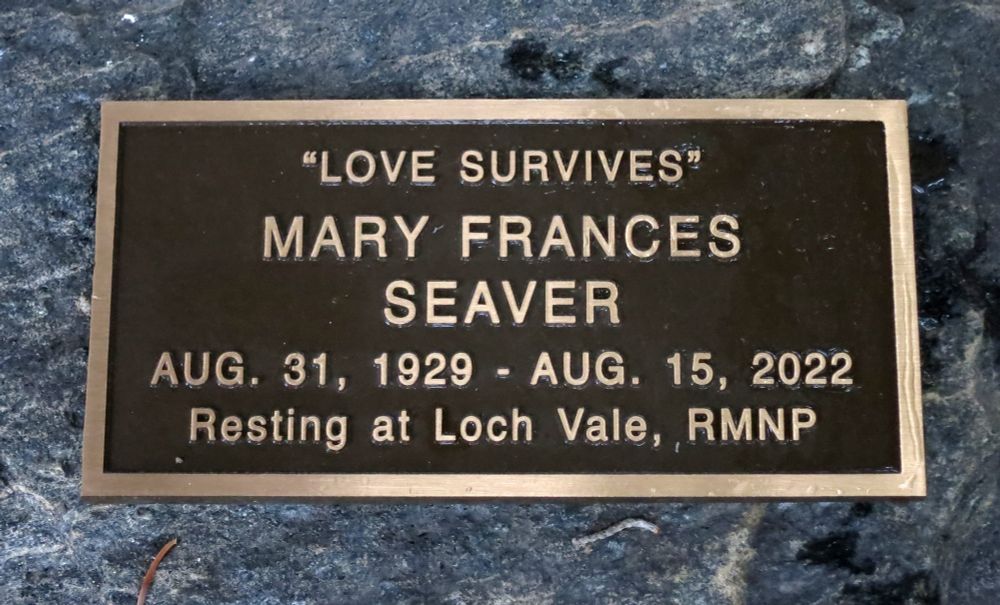 “LOVE SURVIVES”
MARY FRANCES
SEAVER
AUG. 31, 1929 - AUG. 15, 2022
Resting at Loch Vale, RMNP